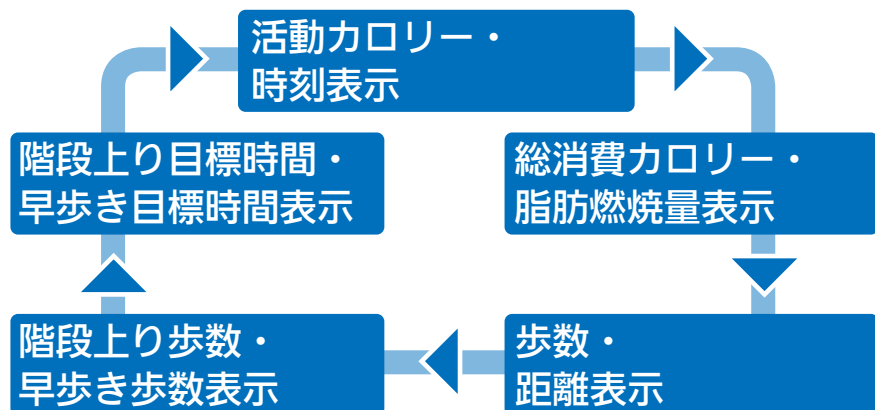 活動カロリー・
時刻表示
総消費カロリー・
脂肪燃焼量表示
歩数・
距離表示
階段上り歩数・
早歩き歩数表示
階段上り目標時間・
早歩き目標時間表示